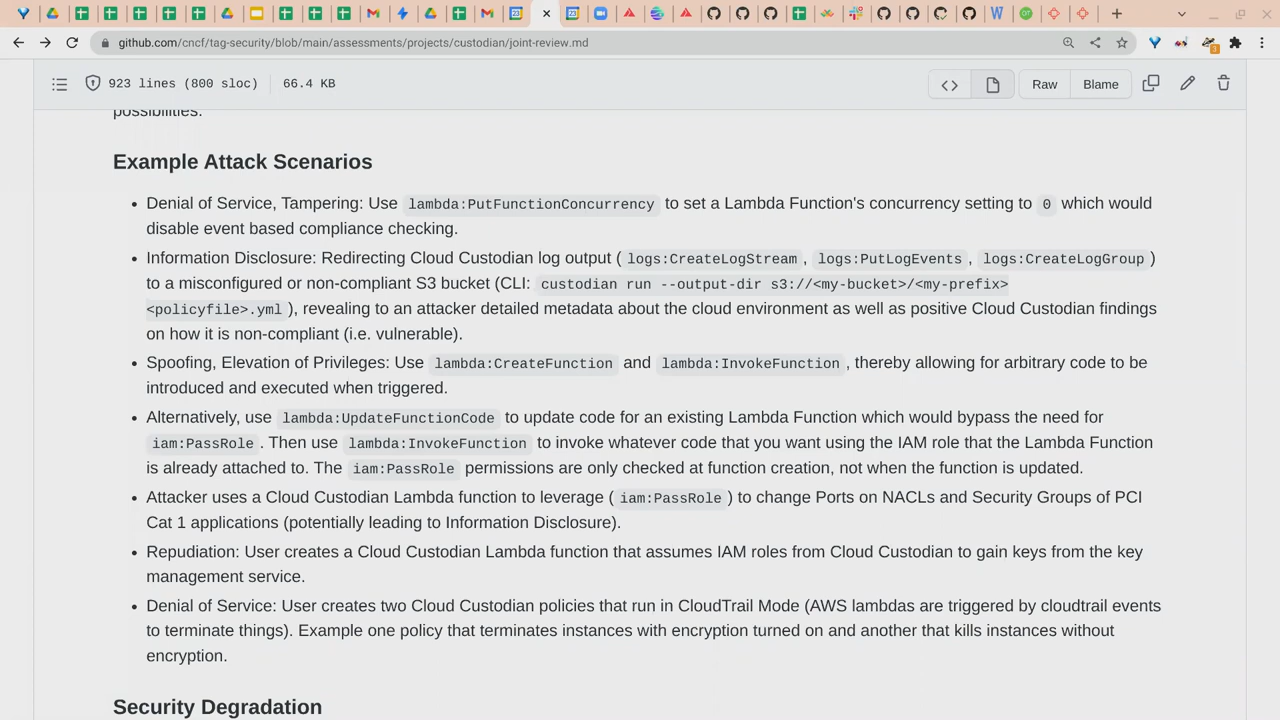 github.com/cncf/tag-security/blob/main/assessments/projects/custodian/joint-review.md
923 lines (800 sloc) 66.4 KB
Raw Blame
possibilities.
Example Attack Scenarios
• Denial of Service, Tampering: Use lambda:PutFunctionConcurrency to set a Lambda Function's concurrency setting to 0 which would
disable event based compliance checking.
• Information Disclosure: Redirecting Cloud Custodian log output ( logs:CreateLogStream , logs:PutLogEvents , logs:CreateLogGroup )
to a misconfigured or non-compliant S3 bucket (CLI: custodian run --output-dir s3://<my-bucket>/<my-prefix>
<policyfile>.yml ), revealing to an attacker detailed metadata about the cloud environment as well as positive Cloud Custodian findings
on how it is non-compliant (i.e. vulnerable).
• Spoofing, Elevation of Privileges: Use lambda:CreateFunction and lambda:InvokeFunction , thereby allowing for arbitrary code to be
introduced and executed when triggered.
• Alternatively, use lambda:UpdateFunctionCode to update code for an existing Lambda Function which would bypass the need for
iam:PassRole . Then use lambda:InvokeFunction to invoke whatever code that you want using the IAM role that the Lambda Function
is already attached to. The iam:PassRole permissions are only checked at function creation, not when the function is updated.
• Attacker uses a Cloud Custodian Lambda function to leverage ( iam:PassRole ) to change Ports on NACLs and Security Groups of PCI
Cat 1 applications (potentially leading to Information Disclosure).
• Repudiation: User creates a Cloud Custodian Lambda function that assumes IAM roles from Cloud Custodian to gain keys from the key
management service.
• Denial of Service: User creates two Cloud Custodian policies that run in CloudTrail Mode (AWS lambdas are triggered by cloudtrail events
to terminate things). Example one policy that terminates instances with encryption turned on and another that kills instances without
encryption.
Security Degradation